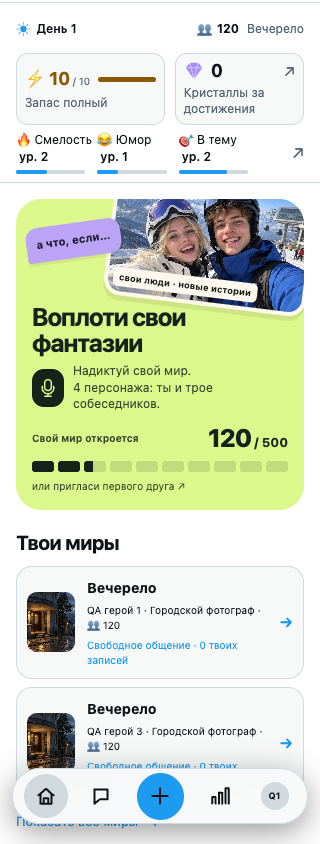 День 1
120 Вечерело
10 / 10
Запас полный
0
Кристаллы за
достижения
Смелость
ур. 2
Юмор
ур. 1
В тему
ур. 2
а что, если...
свои люди · новые истории
Воплоти свои
фантазии
Надиктуй свой мир.
4 персонажа: ты и трое
собеседников.
Свой мир откроется
120 / 500
или пригласи первого друга ↗
Твои миры
Вечерело
QA герой 1 · Городской фотограф ·
120
Свободное общение · 0 твоих
записей
Вечерело
QA герой 3 · Городской фотограф ·
120
Свободное общение · 0 твоих
Q1
Показать все миры